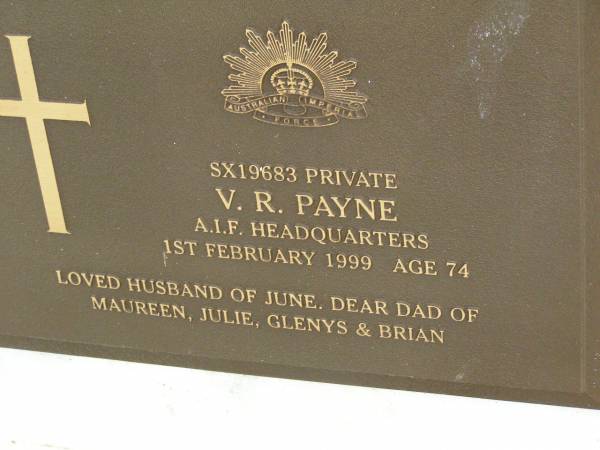 AUSTRALIAN IMPERIAL
FORCE
SX19683 PRIVATE
V. R. PAYNE
A.I.F. HEADQUARTERS
1ST FEBRUARY 1999 AGE 74
LOVED HUSBAND OF JUNE. DEAR DAD OF
MAUREEN, JULIE, GLENYS & BRIAN